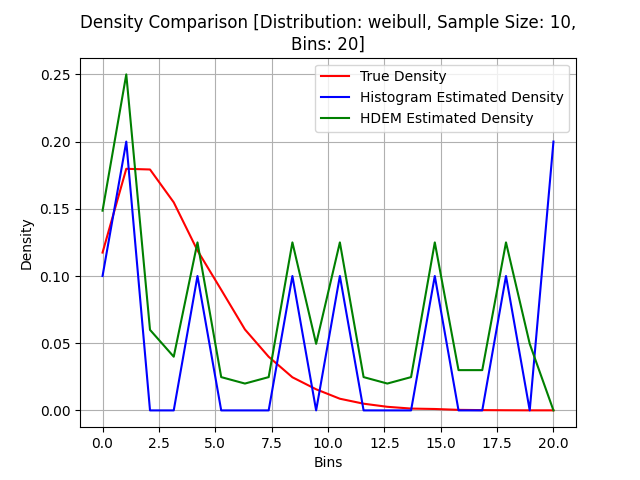 Density Comparison [Distribution: weibull, Sample Size: 10,
Bins: 20]
True Density
Histogram Estimated Density
HDEM Estimated Density
Density
0.25
0.20
0.15
0.10
0.05
0.00
0.0 2.5 5.0 7.5 10.0 12.5 15.0 17.5 20.0
Bins